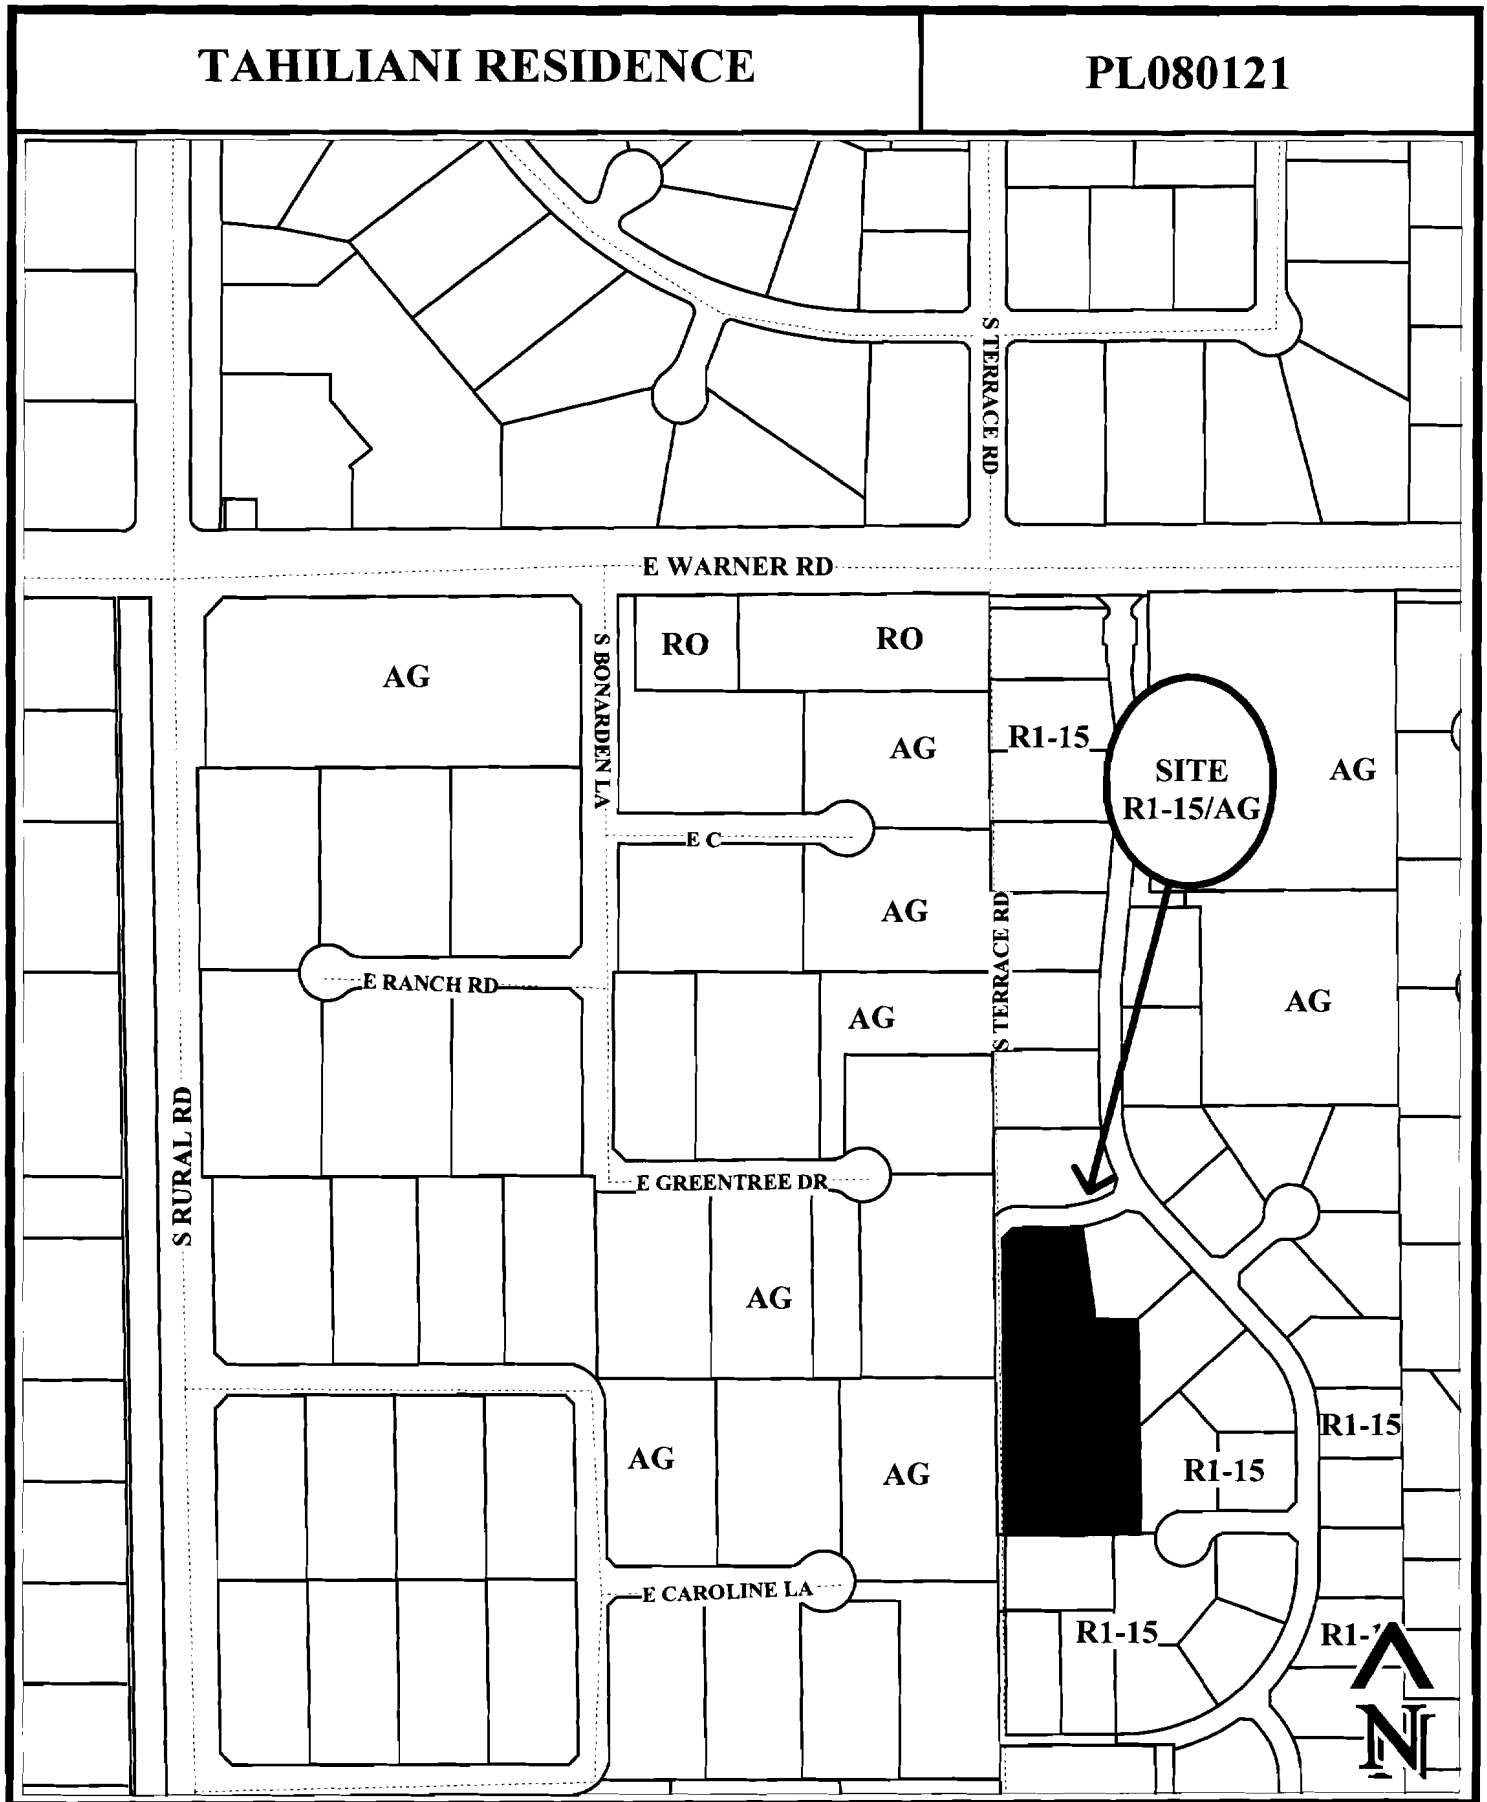 TAHILIANI RESIDENCE
PL080121
S TERRACE RD
E WARNER RD
S BONARDEN LA
RO
RO
AG
AG
R1-15
SITE
R1-15/AG
AG
E C
AG
S TERRACE RD
E RANCH RD
AG
AG
S RURAL RD
E GREENTREE DR
AG
R1-15
AG
AG
R1-15
E CAROLINE LA
R1-15
R1-1
N